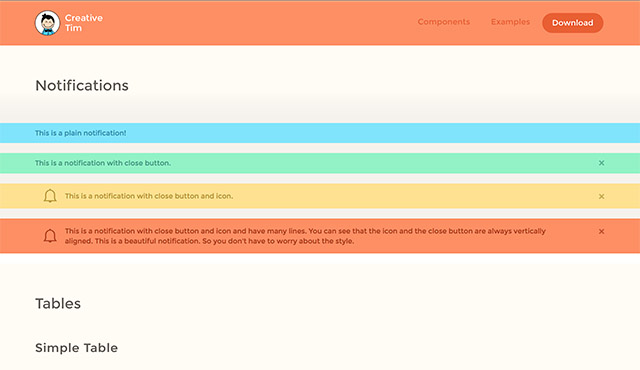 Creative
Tim
Components
Examples
Download
Notifications
This is a plain notification!
This is a notification with close button.
This is a notification with close button and icon.
This is a notification with close button and icon and have many lines. You can see that the icon and the close button are always vertically
aligned. This is a beautiful notification. So you don't have to worry about the style.
Tables
Simple Table